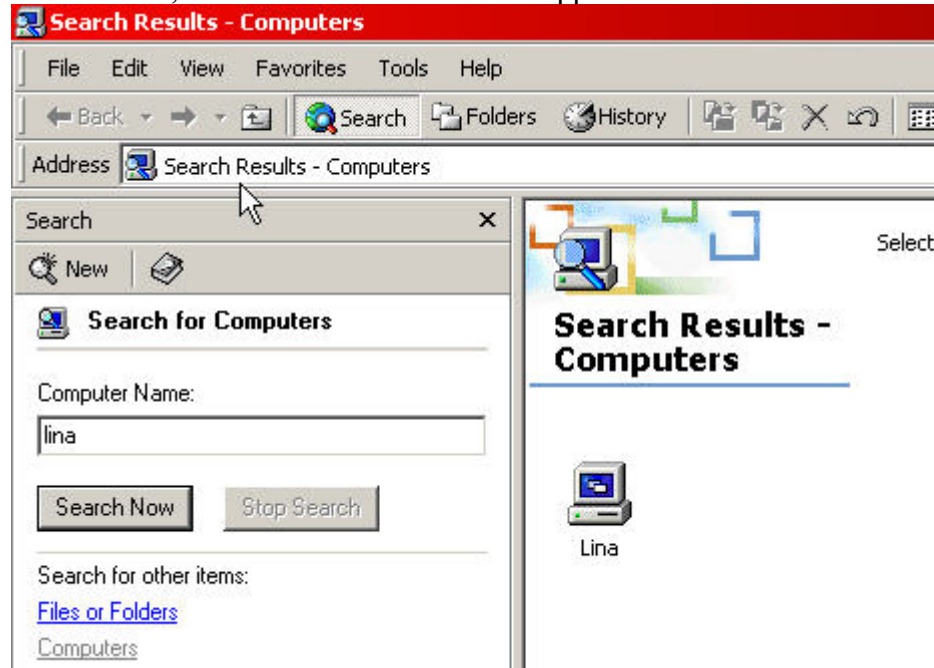 Search Results - Computers
File Edit View Favorites Tools Help
Back Search Folders History
Address Search Results - Computers
Search
New
Search for Computers
Computer Name:
lina
Search Now Stop Search
Search for other items:
Files or Folders
Computers
Select
Search Results -
Computers
Lina